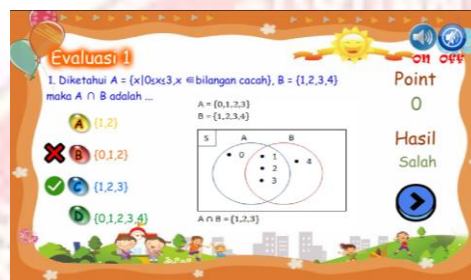 Evaluasi 1
on off
1. Diketahui A = {x|0≤x≤3,x ∈ bilangan cacah}, B = {1,2,3,4}
maka A ∩ B adalah ...
A {1,2}
B {0,1,2}
C {1,2,3}
D {0,1,2,3,4}
A = {0,1,2,3}
B = {1,2,3,4}
S A B
0 1 4
2
3
A ∩ B = {1,2,3}
Point
0
Hasil
Salah